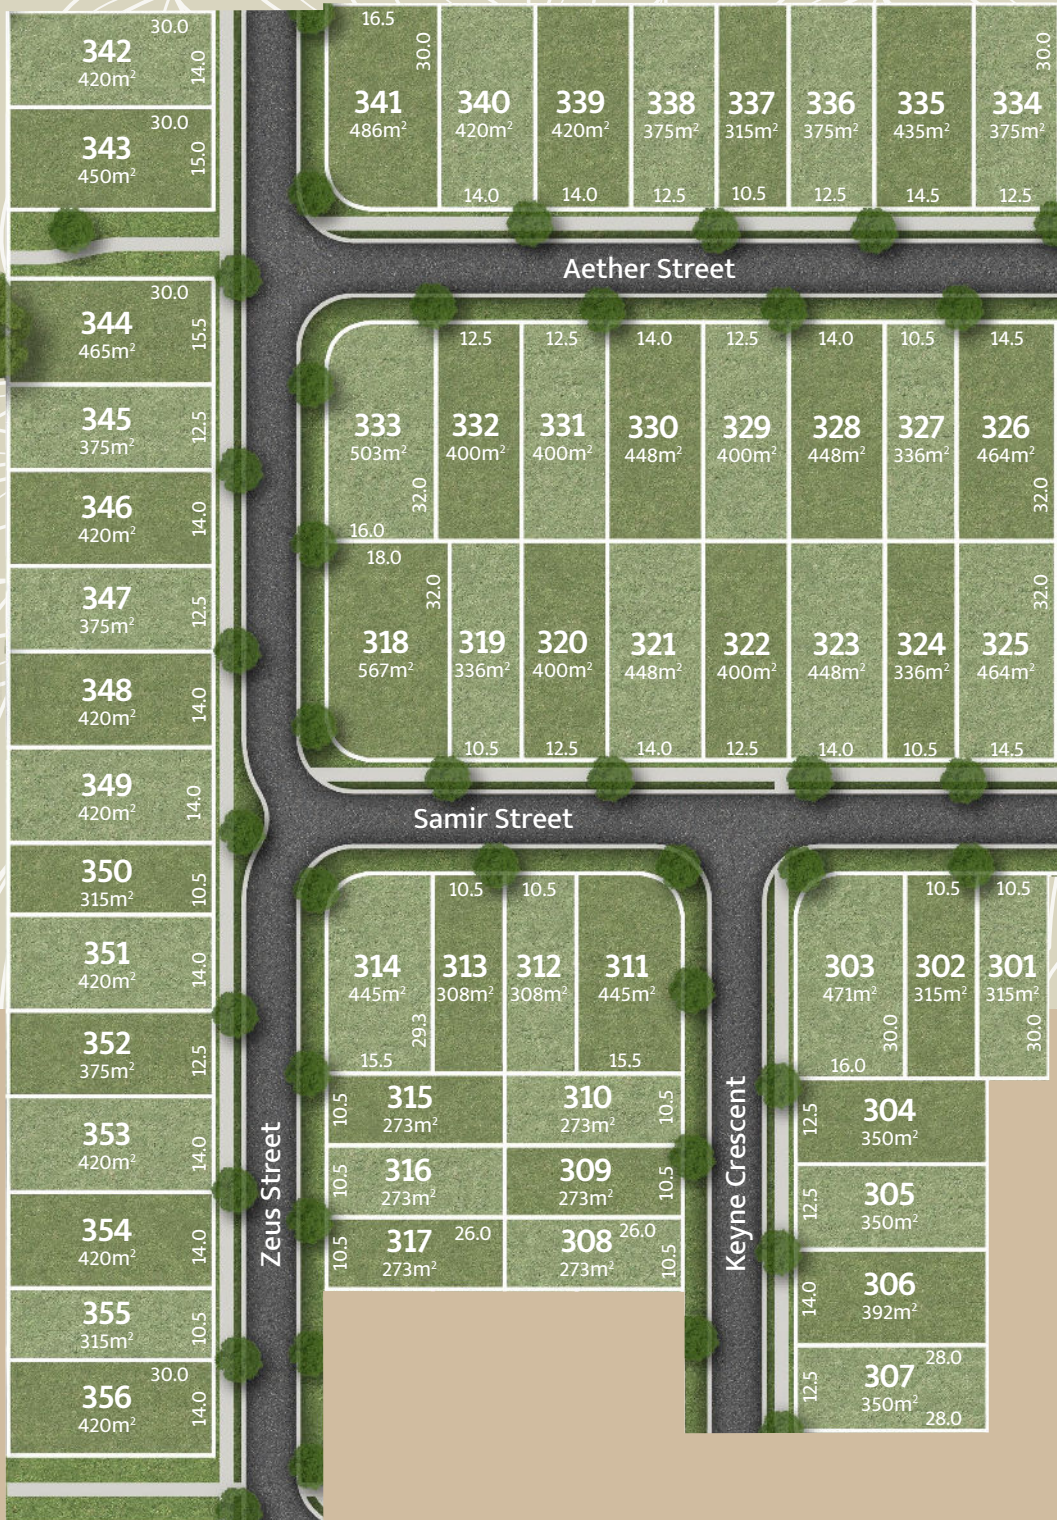 30.0
342
420m²
14.0
30.0
343
450m²
15.0
30.0
344
465m²
15.5
345
375m²
12.5
346
420m²
14.0
347
375m²
12.5
348
420m²
14.0
349
420m²
14.0
350
315m²
10.5
351
420m²
14.0
352
375m²
12.5
353
420m²
14.0
354
420m²
14.0
355
315m²
10.5
30.0
356
420m²
14.0
Zeus Street
16.5
30.0
341
486m²
340
420m²
14.0
339
420m²
14.0
338
375m²
12.5
337
315m²
10.5
336
375m²
12.5
335
435m²
14.5
30.0
334
375m²
12.5
Aether Street
333
503m²
32.0
16.0
12.5
332
400m²
12.5
331
400m²
14.0
330
448m²
12.5
329
400m²
14.0
328
448m²
10.5
327
336m²
14.5
326
464m²
32.0
18.0
32.0
318
567m²
319
336m²
10.5
320
400m²
12.5
321
448m²
14.0
322
400m²
12.5
323
448m²
14.0
324
336m²
10.5
32.0
325
464m²
14.5
Samir Street
314
445m²
29.3
15.5
10.5
313
308m²
10.5
312
308m²
311
445m²
15.5
10.5
315
273m²
310
273m²
10.5
10.5
316
273m²
309
273m²
10.5
10.5
317
26.0
273m²
308
26.0
273m²
10.5
Keyne Crescent
303
471m²
30.0
16.0
10.5
302
315m²
10.5
301
315m²
30.0
12.5
304
350m²
12.5
305
350m²
14.0
306
392m²
28.0
12.5
307
350m²
28.0